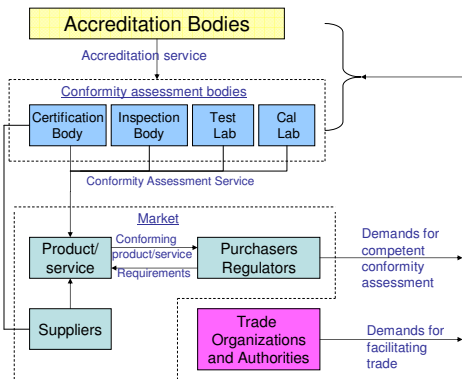 Accreditation Bodies
Accreditation service
Conformity assessment bodies
Certification
Body
Inspection
Body
Test
Lab
Cal
Lab
Conformity Assessment Service
Market
Product/
service
Conforming
product/service
Requirements
Purchasers
Regulators
Demands for
competent
conformity
assessment
Suppliers
Trade
Organizations
and Authorities
Demands for
facilitating
trade